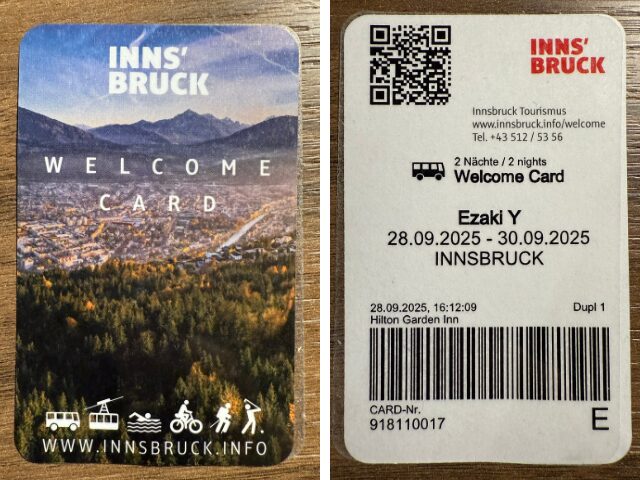 INNS'
BRUCK
WELCOME
CARD
WWW.INNSBRUCK.INFO
INNS'
BRUCK
Innsbruck Tourismus
www.innsbruck.info/welcome
Tel. +43 512 / 53 56
2 Nächte / 2 nights
Welcome Card
Ezaki Y
28.09.2025 - 30.09.2025
INNSBRUCK
28.09.2025, 16:12:09 Dupl 1
Hilton Garden Inn
CARD-Nr.
918110017 E